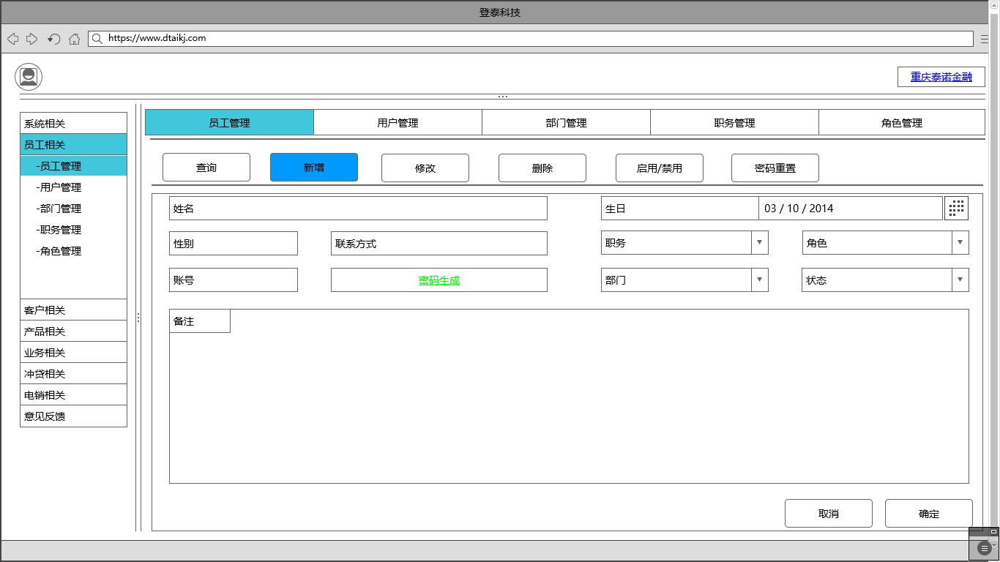 登泰科技
https://www.dtaikj.com
重庆泰诺金融
系统相关
员工相关
-员工管理
-用户管理
-部门管理
-职务管理
-角色管理
客户相关
产品相关
业务相关
冲贷相关
电销相关
意见反馈
员工管理 用户管理 部门管理 职务管理 角色管理
查询 新增 修改 删除 启用/禁用 密码重置
姓名 生日 03 / 10 / 2014
性别 联系方式 职务 角色
账号 密码生成 部门 状态
备注
取消 确定